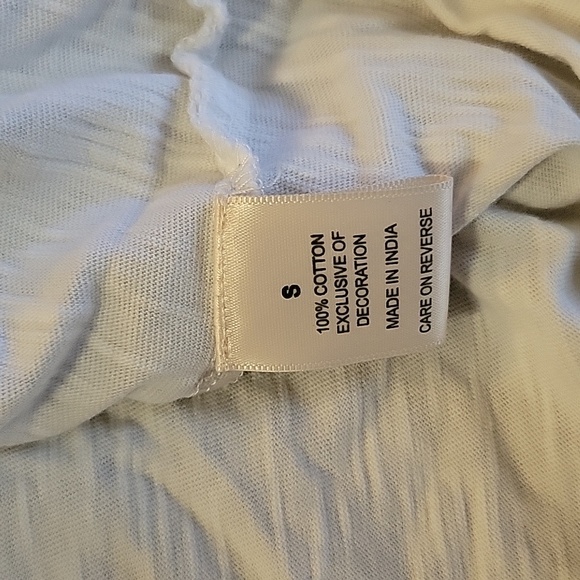 S
100% COTTON
EXCLUSIVE OF
DECORATION
MADE IN INDIA
CARE ON REVERSE